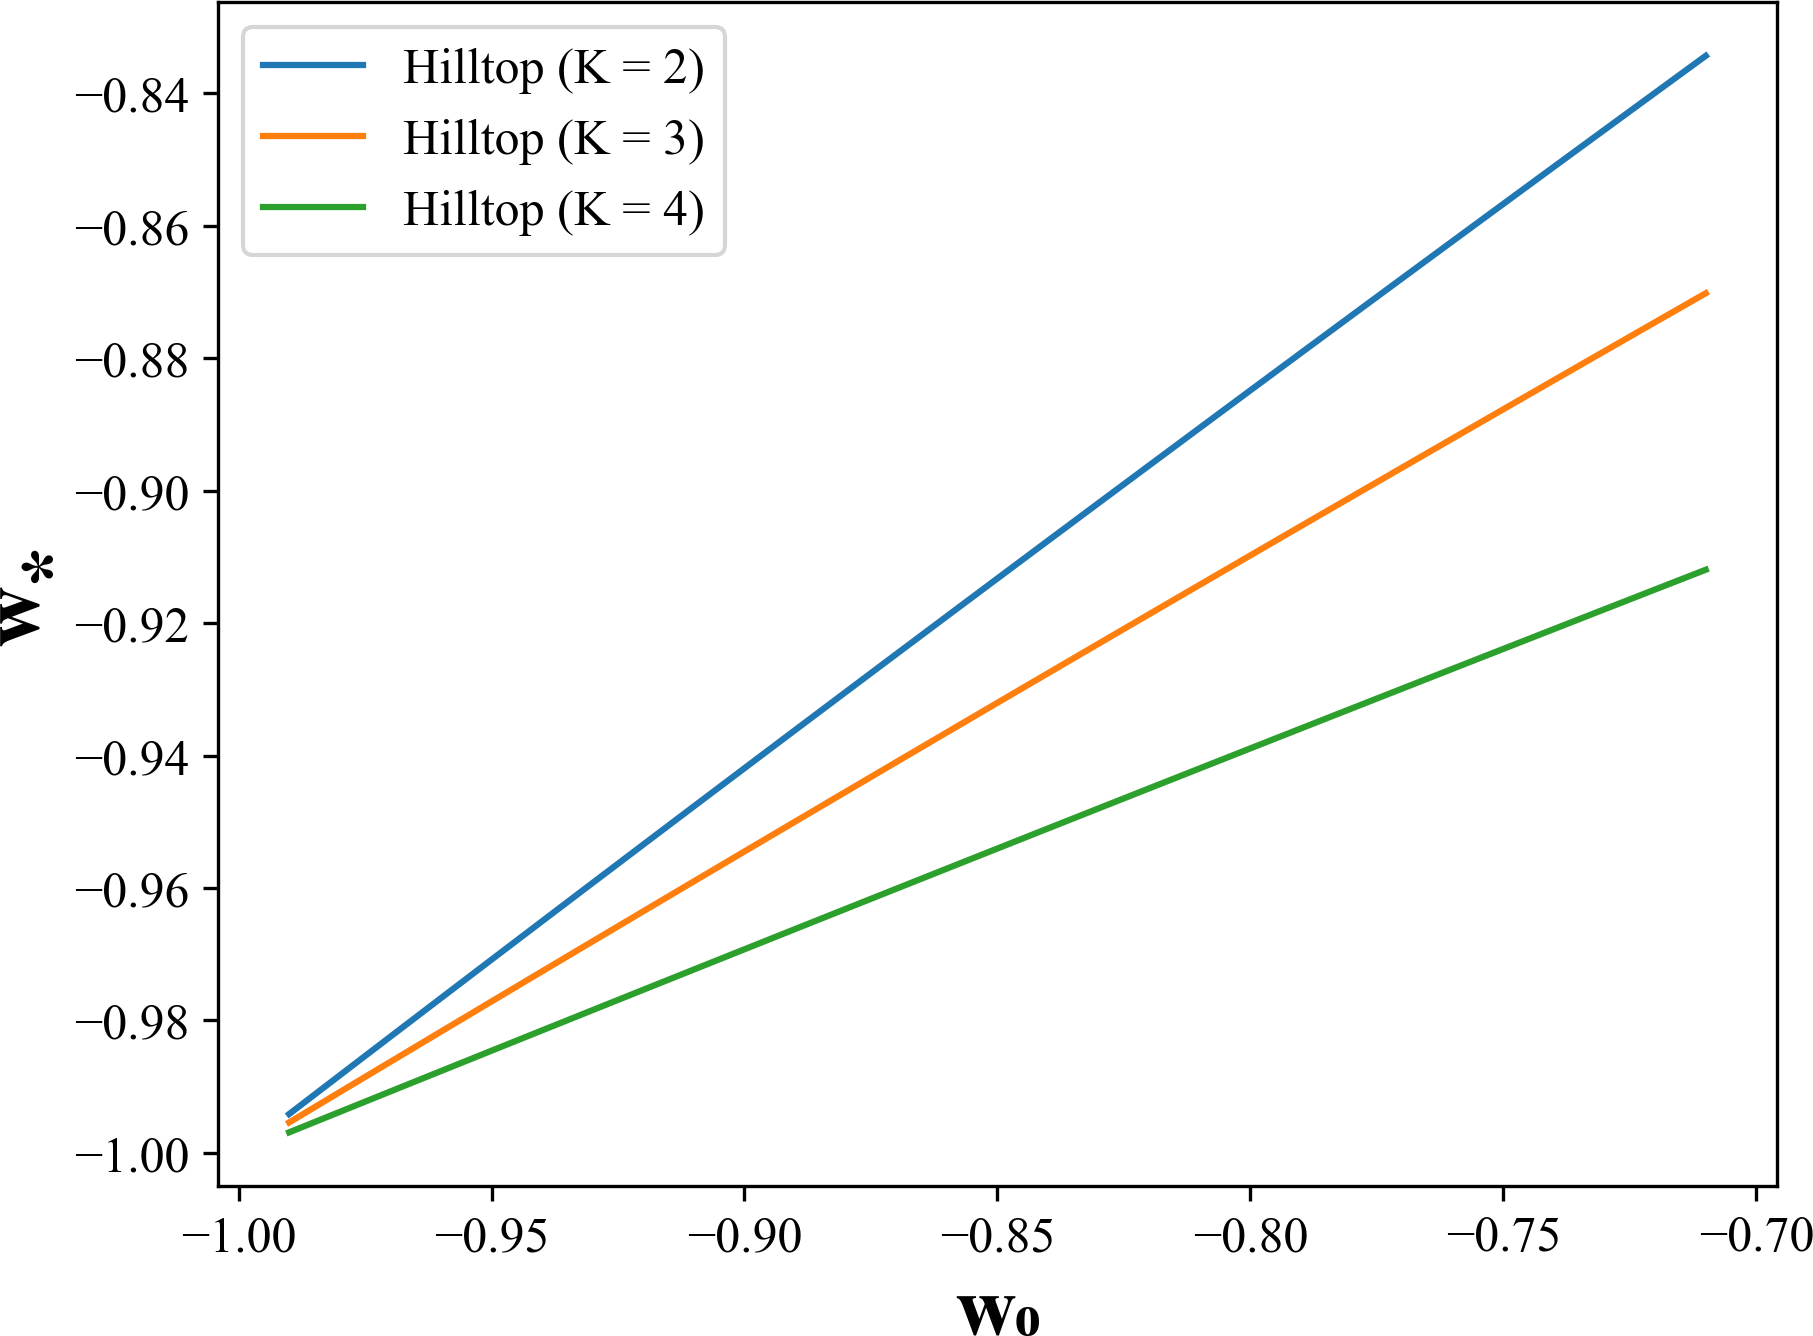 Hilltop (K = 2)
Hilltop (K = 3)
Hilltop (K = 4)
−0.84
−0.86
−0.88
−0.90
−0.92
−0.94
−0.96
−0.98
−1.00
w*
−1.00 −0.95 −0.90 −0.85 −0.80 −0.75 −0.70
w₀